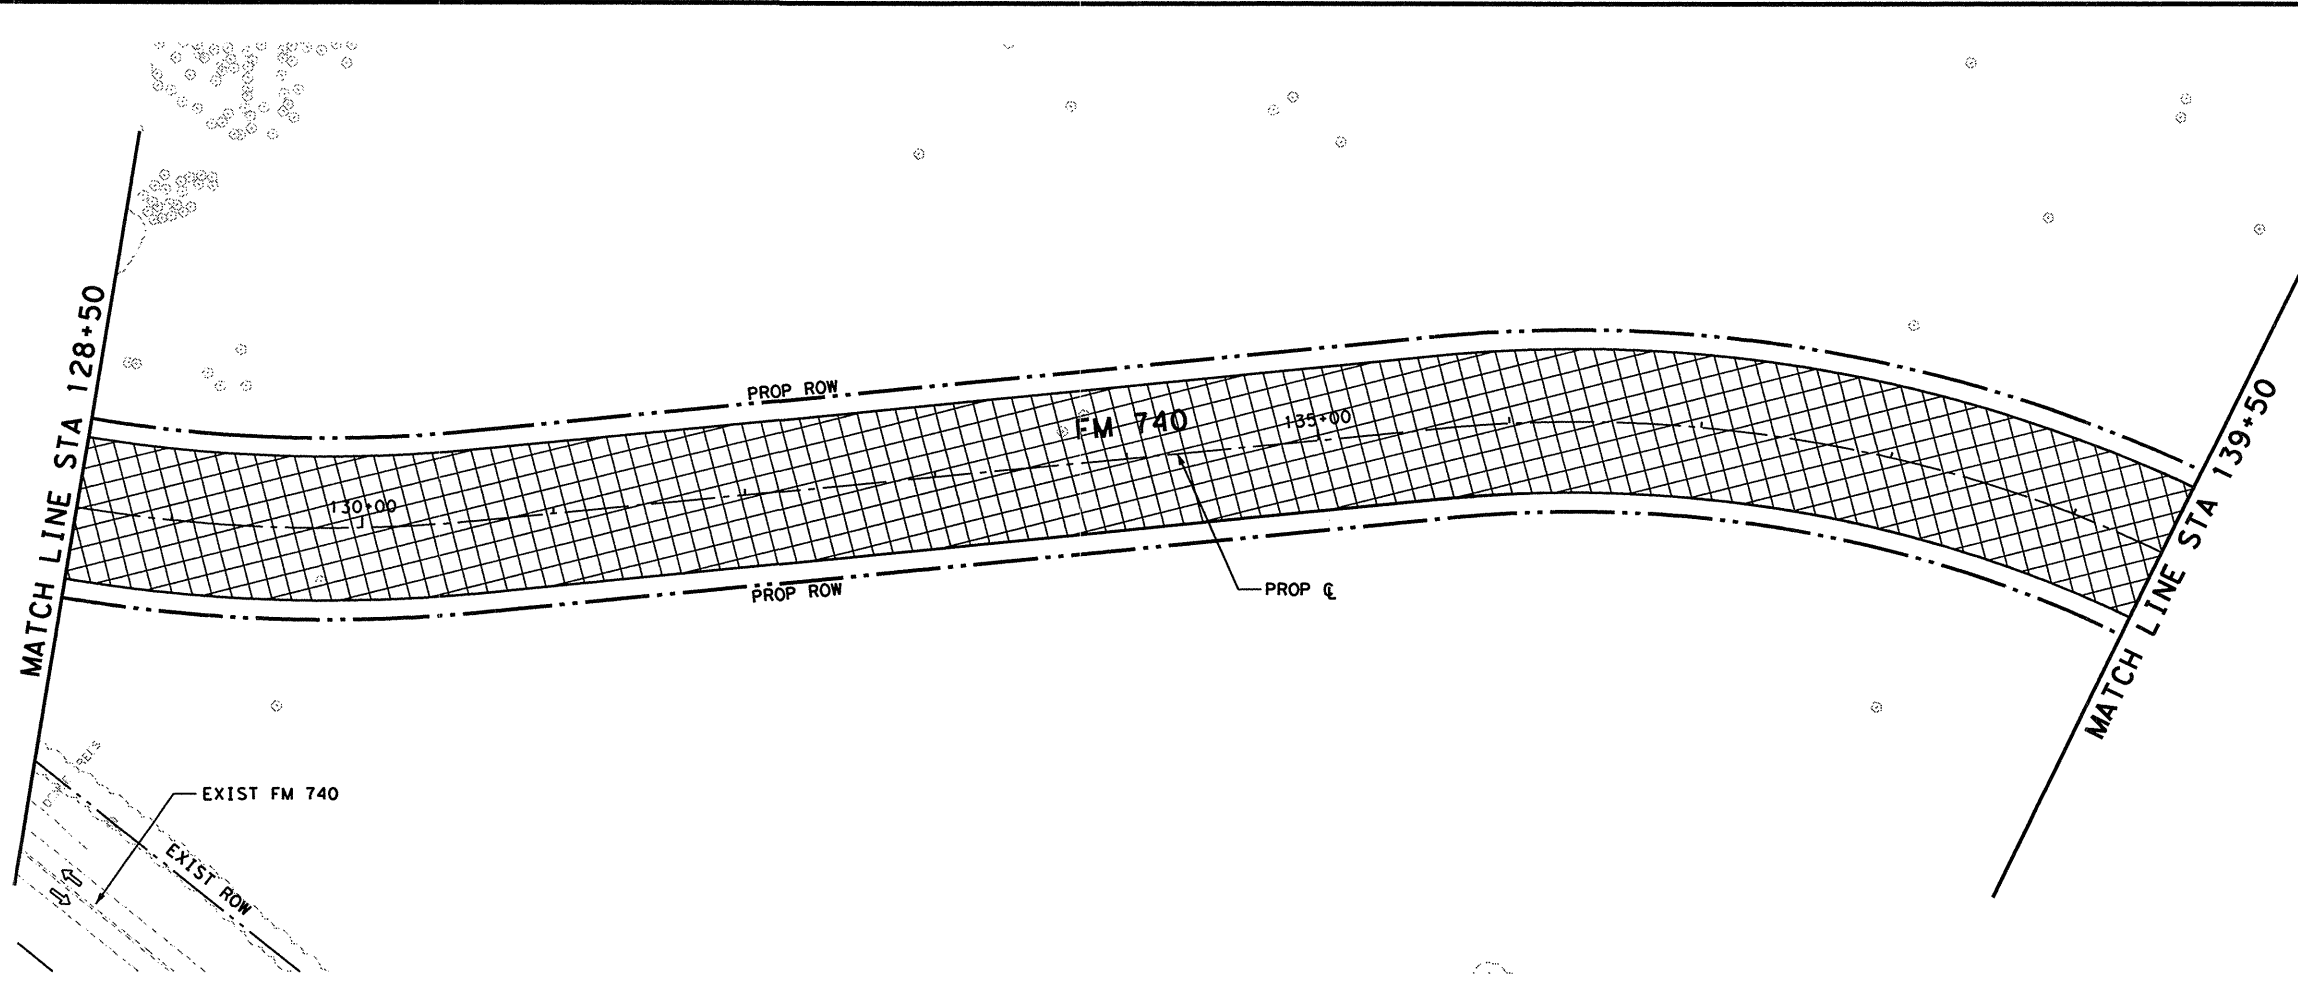 MATCH LINE STA 128+50
PROP ROW
FM 740
135+00
130+00
MATCH LINE STA 139+50
PROP ROW
PROP ℄
EXIST FM 740
EXIST ROW